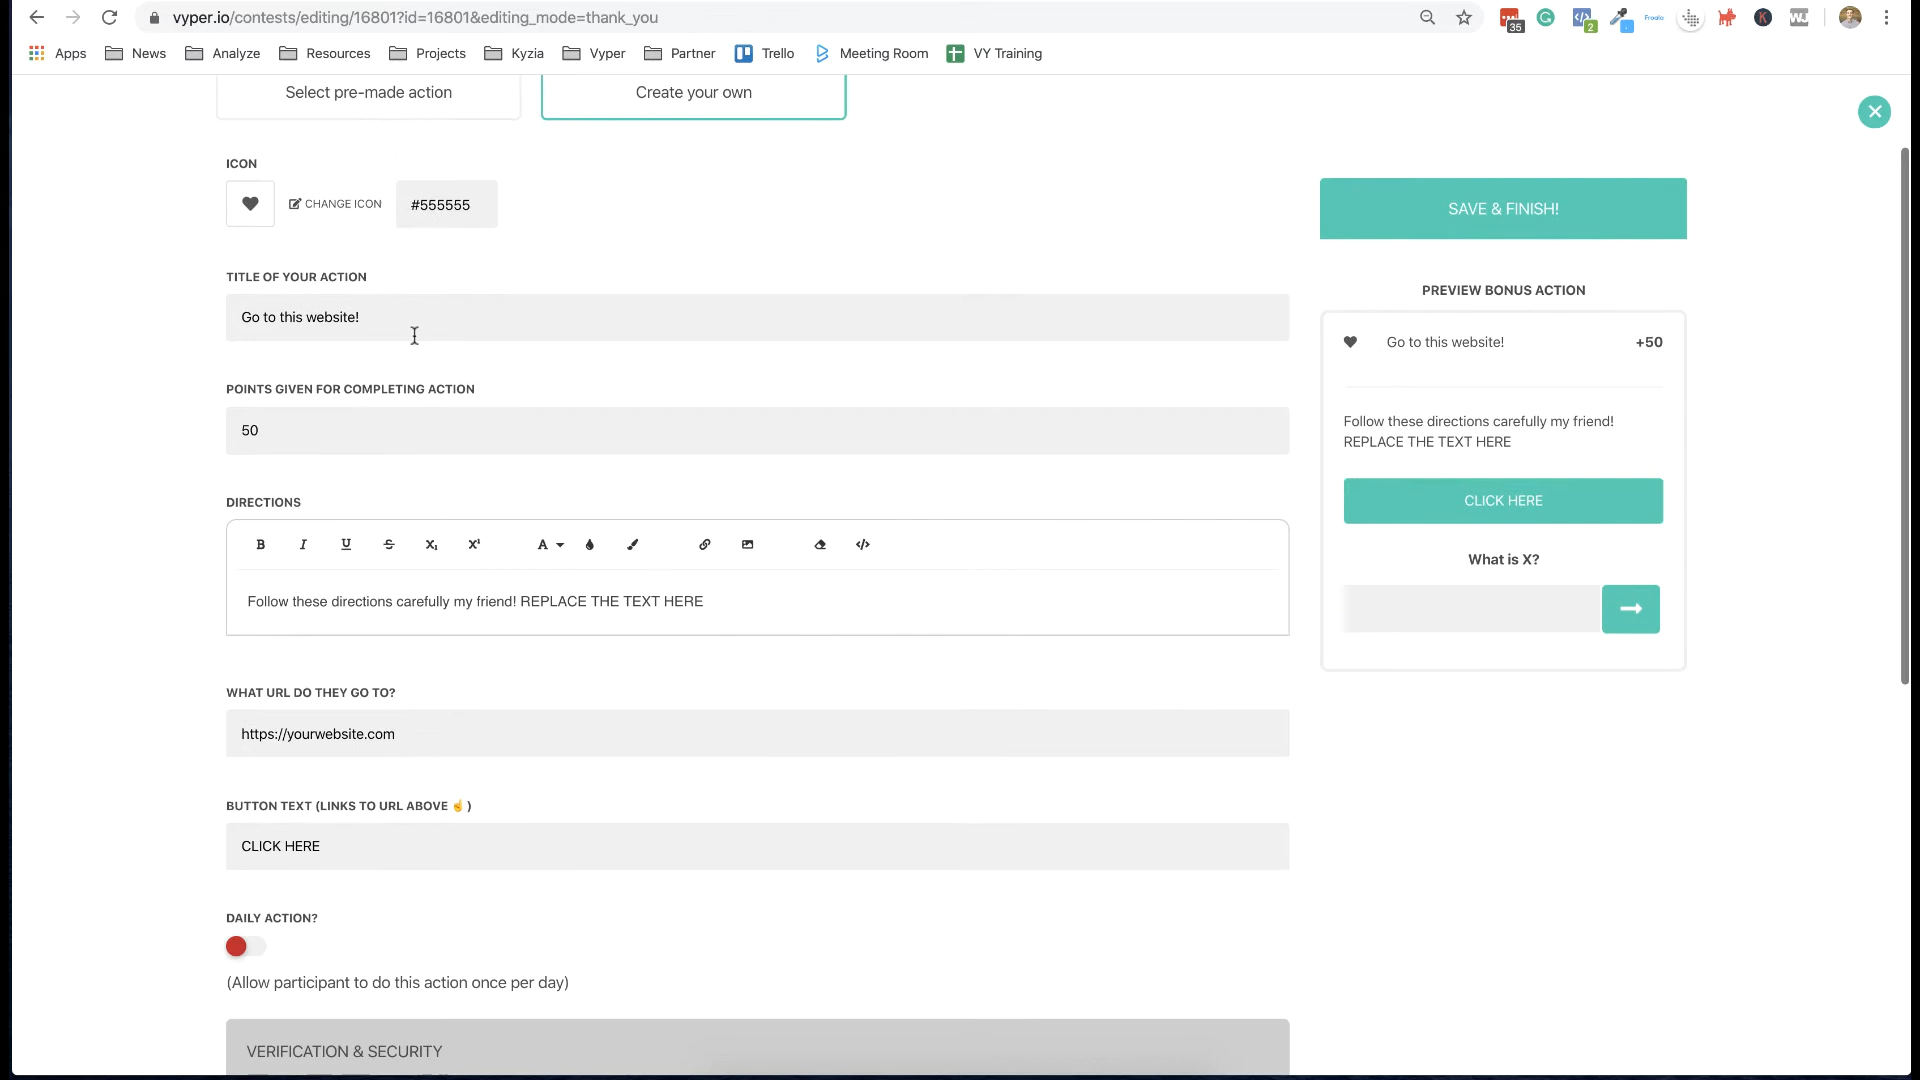 vyper.io/contests/editing/16801?id=16801&editing_mode=thank_you
35
2
Froala
K
Apps
News
Analyze
Resources
Projects
Kyzia
Vyper
Partner
Trello
Meeting Room
VY Training
Select pre-made action
Create your own
ICON
CHANGE ICON
#555555
SAVE & FINISH!
TITLE OF YOUR ACTION
Go to this website!
POINTS GIVEN FOR COMPLETING ACTION
50
DIRECTIONS
B I U S X₁ X¹ A
Follow these directions carefully my friend! REPLACE THE TEXT HERE
WHAT URL DO THEY GO TO?
https://yourwebsite.com
BUTTON TEXT (LINKS TO URL ABOVE ☝)
CLICK HERE
DAILY ACTION?
(Allow participant to do this action once per day)
VERIFICATION & SECURITY
PREVIEW BONUS ACTION
Go to this website! +50
Follow these directions carefully my friend!
REPLACE THE TEXT HERE
CLICK HERE
What is X?